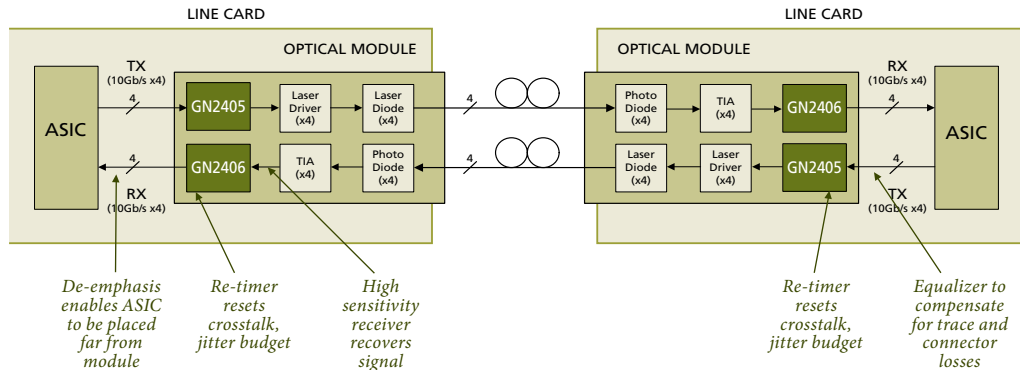 LINE CARD
LINE CARD
OPTICAL MODULE
OPTICAL MODULE
TX
(10Gb/s x4)
4
ASIC
GN2405
Laser
Driver
(x4)
Laser
Diode
(x4)
4
Photo
Diode
(x4)
TIA
(x4)
GN2406
RX
(10Gb/s x4)
4
ASIC
4
RX
(10Gb/s x4)
GN2406
TIA
(x4)
Photo
Diode
(x4)
4
Laser
Diode
(x4)
Laser
Driver
(x4)
GN2405
4
TX
(10Gb/s x4)
De-emphasis
enables ASIC
to be placed
far from
module
Re-timer
resets
crosstalk,
jitter budget
High
sensitivity
receiver
recovers
signal
Re-timer
resets
crosstalk,
jitter budget
Equalizer to
compensate
for trace and
connector
losses